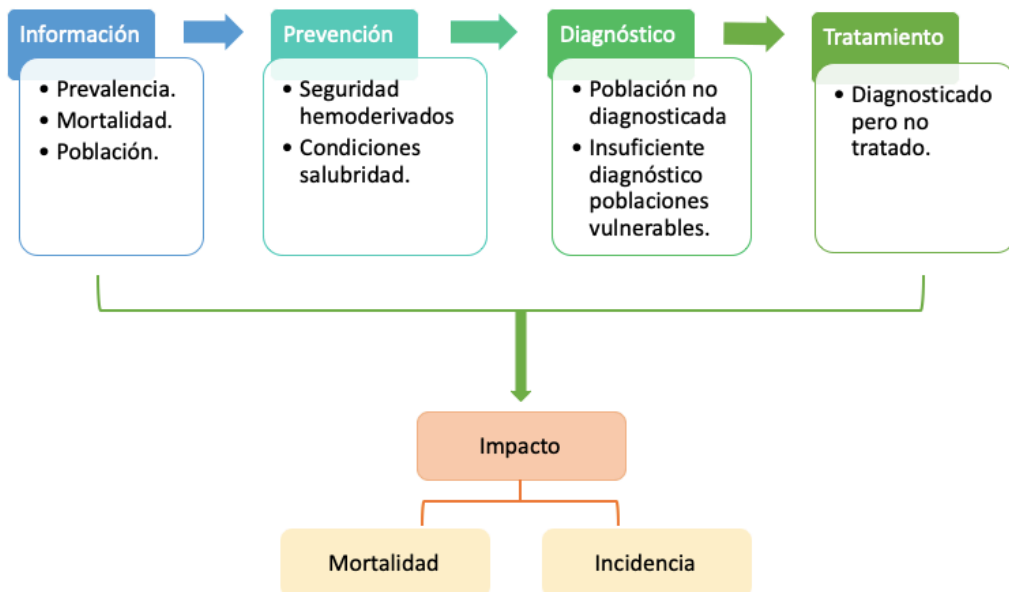 Información
• Prevalencia.
• Mortalidad.
• Población.
Prevención
• Seguridad
hemoderivados
• Condiciones
salubridad.
Diagnóstico
• Población no
diagnosticada
• Insuficiente
diagnóstico
poblaciones
vulnerables.
Tratamiento
• Diagnosticado
pero no
tratado.
Impacto
Mortalidad
Incidencia